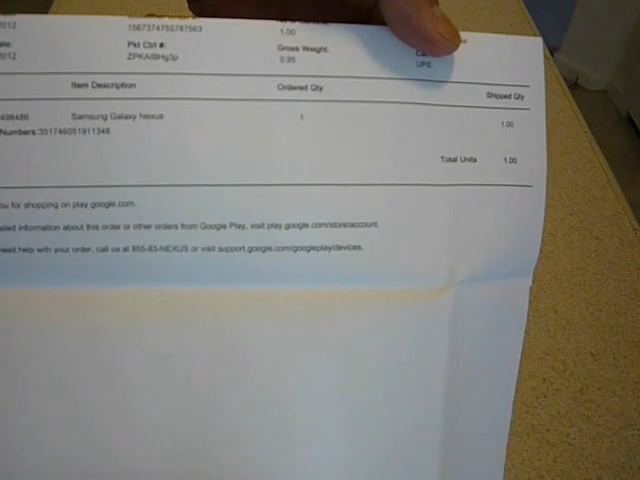 2012 1567374755787563 1.00
Pkt Ctrl #: Gross Weight:
2012 ZPKAISHg3p 0.95 UPS
Item Description Ordered Qty Shipped Qty
498486 Samsung Galaxy Nexus 1 1.00
Numbers:351746051911348
Total Units 1.00
ou for shopping on play.google.com.
ailed information about this order or other orders from Google Play, visit play.google.com/store/account.
need help with your order, call us at 855-83-NEXUS or visit support.google.com/googleplay/devices.